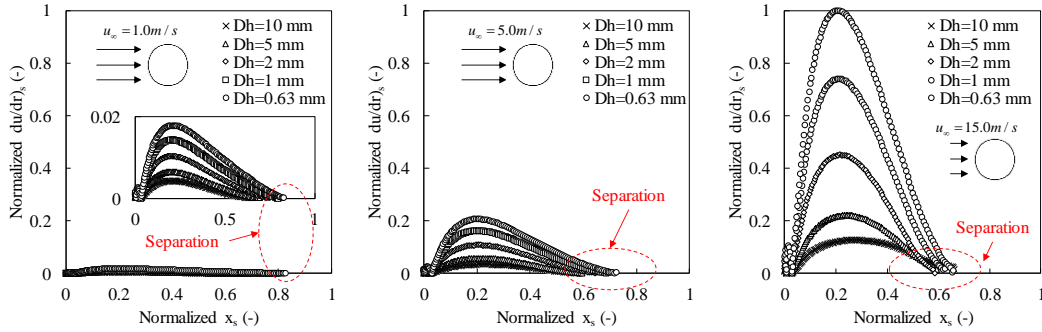 Normalized du/dr)s (-)
1
0.8
0.6
0.4
0.2
0
u∞ = 1.0m / s
Dh=10 mm
Dh=5 mm
Dh=2 mm
Dh=1 mm
Dh=0.63 mm
0.02
0
0 0.5 1
Separation
0 0.2 0.4 0.6 0.8 1
Normalized xs (-)
Normalized du/dr)s (-)
1
0.8
0.6
0.4
0.2
0
u∞ = 5.0m / s
Dh=10 mm
Dh=5 mm
Dh=2 mm
Dh=1 mm
Dh=0.63 mm
Separation
0 0.2 0.4 0.6 0.8 1
Normalized xs (-)
Normalized du/dr)s (-)
1
0.8
0.6
0.4
0.2
0
Dh=10 mm
Dh=5 mm
Dh=2 mm
Dh=1 mm
Dh=0.63 mm
u∞ = 15.0m / s
Separation
0 0.2 0.4 0.6 0.8 1
Normalized xs (-)